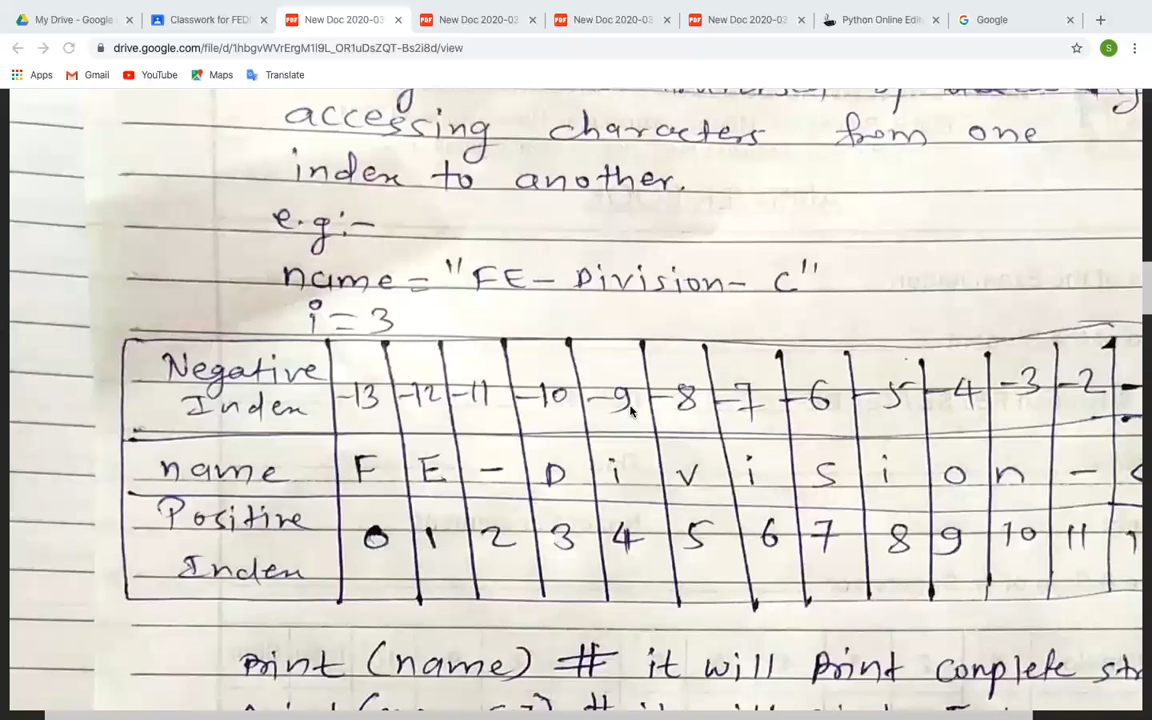 My Drive - Google
Classwork for FED
New Doc 2020-03
New Doc 2020-03
New Doc 2020-03
New Doc 2020-03
Python Online Edit
Google
drive.google.com/file/d/1hbgvWVrErgM1I9L_OR1uDsZQT-Bs2i8d/view
S
Apps Gmail YouTube Maps Translate
accessing characters from one
index to another.
e.g:-
name = "FE- Division- C"
i = 3
Negative Index -13 -12 -11 -10 -9 -8 -7 -6 -5 -4 -3 -2
name F E - D i v i s i o n -
Positive Index 0 1 2 3 4 5 6 7 8 9 10 11
print (name) # it will print complete